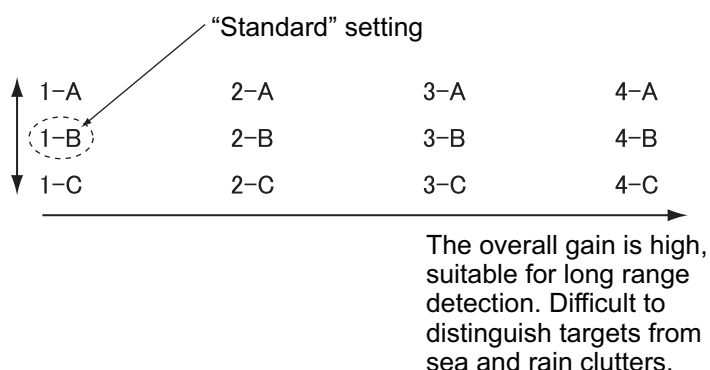 “Standard” setting
1-A 2-A 3-A 4-A
1-B 2-B 3-B 4-B
1-C 2-C 3-C 4-C
The overall gain is high,
suitable for long range
detection. Difficult to
distinguish targets from
sea and rain clutters.